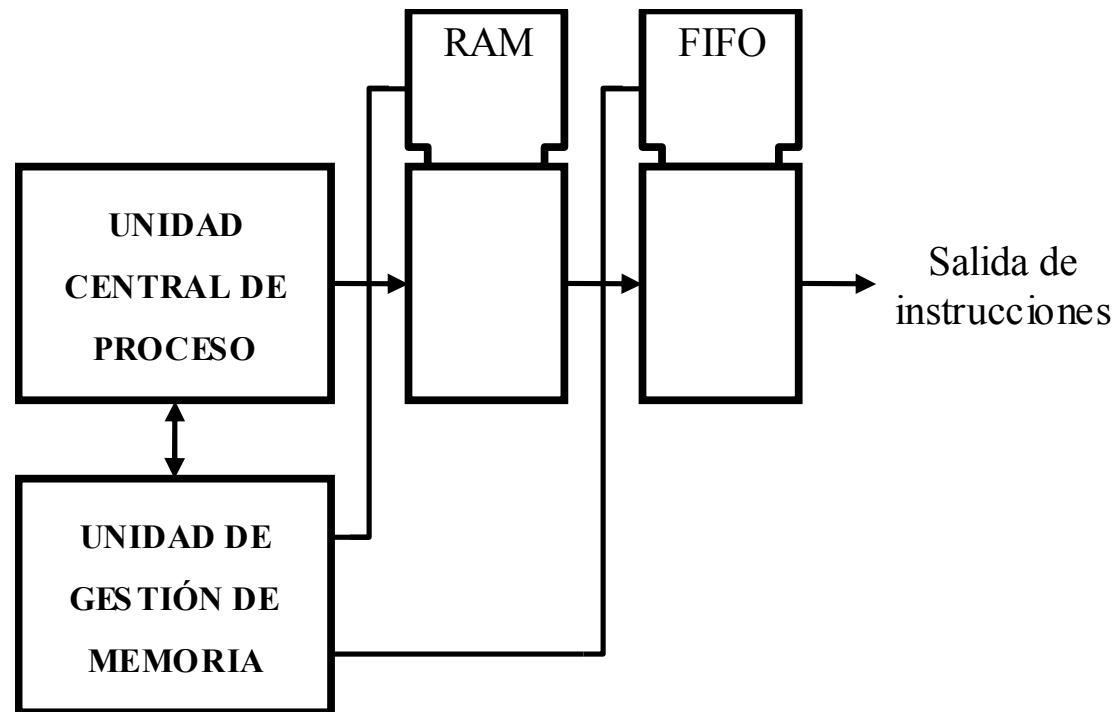 RAM
FIFO
UNIDAD
CENTRAL DE
PROCESO
Salida de
instrucciones
UNIDAD DE
GESTIÓN DE
MEMORIA